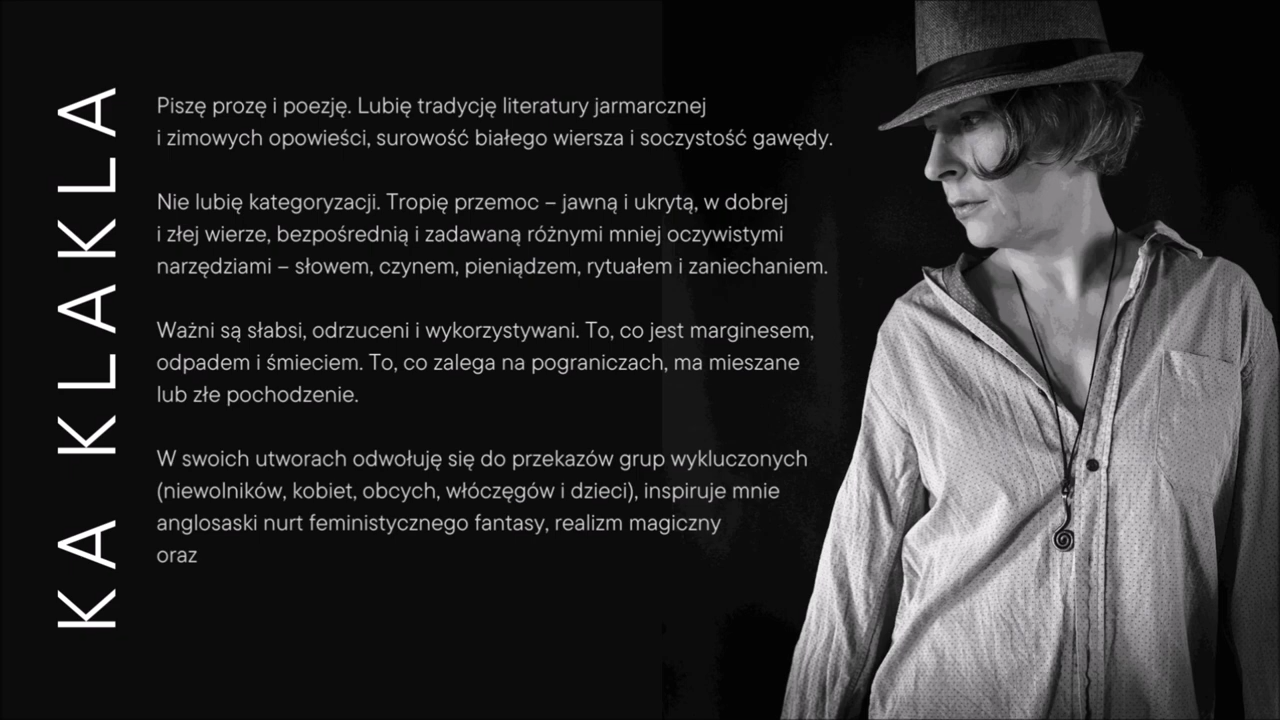 KA KLAKLA
Piszę prozę i poezję. Lubię tradycję literatury jarmarcznej
i zimowych opowieści, surowość białego wiersza i soczystość gawędy.
Nie lubię kategoryzacji. Tropię przemoc – jawną i ukrytą, w dobrej
i złej wierze, bezpośrednią i zadawaną różnymi mniej oczywistymi
narzędziami – słowem, czynem, pieniądzem, rytuałem i zaniechaniem.
Ważni są słabsi, odrzuceni i wykorzystywani. To, co jest marginesem,
odpadem i śmieciem. To, co zalega na pograniczach, ma mieszane
lub złe pochodzenie.
W swoich utworach odwołuję się do przekazów grup wykluczonych
(niewolników, kobiet, obcych, włóczęgów i dzieci), inspiruje mnie
anglosaski nurt feministycznego fantasy, realizm magiczny
oraz